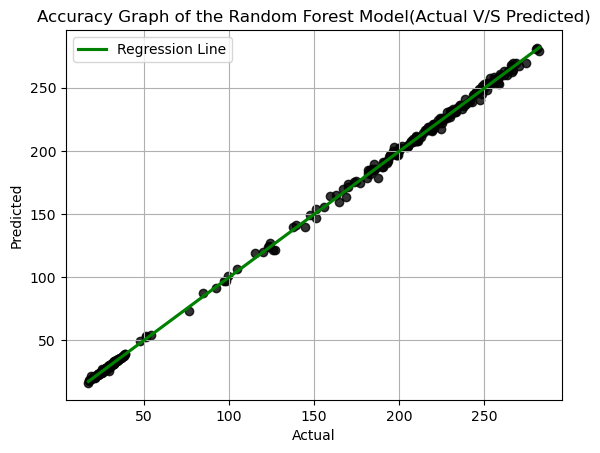 Accuracy Graph of the Random Forest Model(Actual V/S Predicted)
Regression Line
Predicted
250
200
150
100
50
50 100 150 200 250
Actual